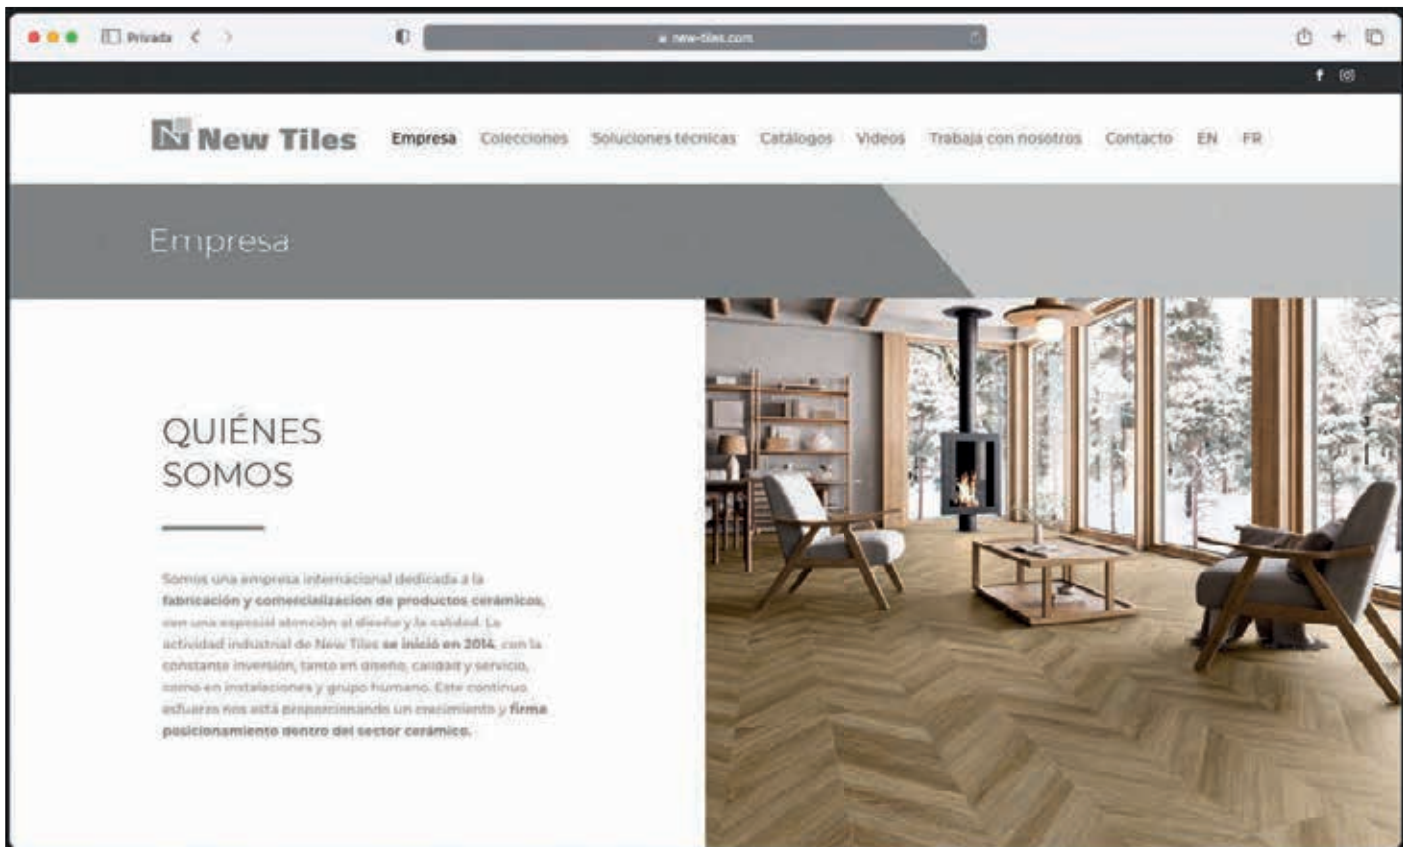 Privada
new-tiles.com
New Tiles Empresa Colecciones Soluciones técnicas Catálogos Videos Trabaja con nosotros Contacto EN FR
Empresa
QUIÉNES
SOMOS
Somos una empresa internacional dedicada a la
fabricación y comercialización de productos cerámicos,
con una especial atención al diseño y la calidad. La
actividad industrial de New Tiles se inició en 2014, con la
constante inversión, tanto en diseño, calidad y servicio,
como en instalaciones y grupo humano. Este continuo
esfuerzo nos está proporcionando un crecimiento y firme
posicionamiento dentro del sector cerámico.